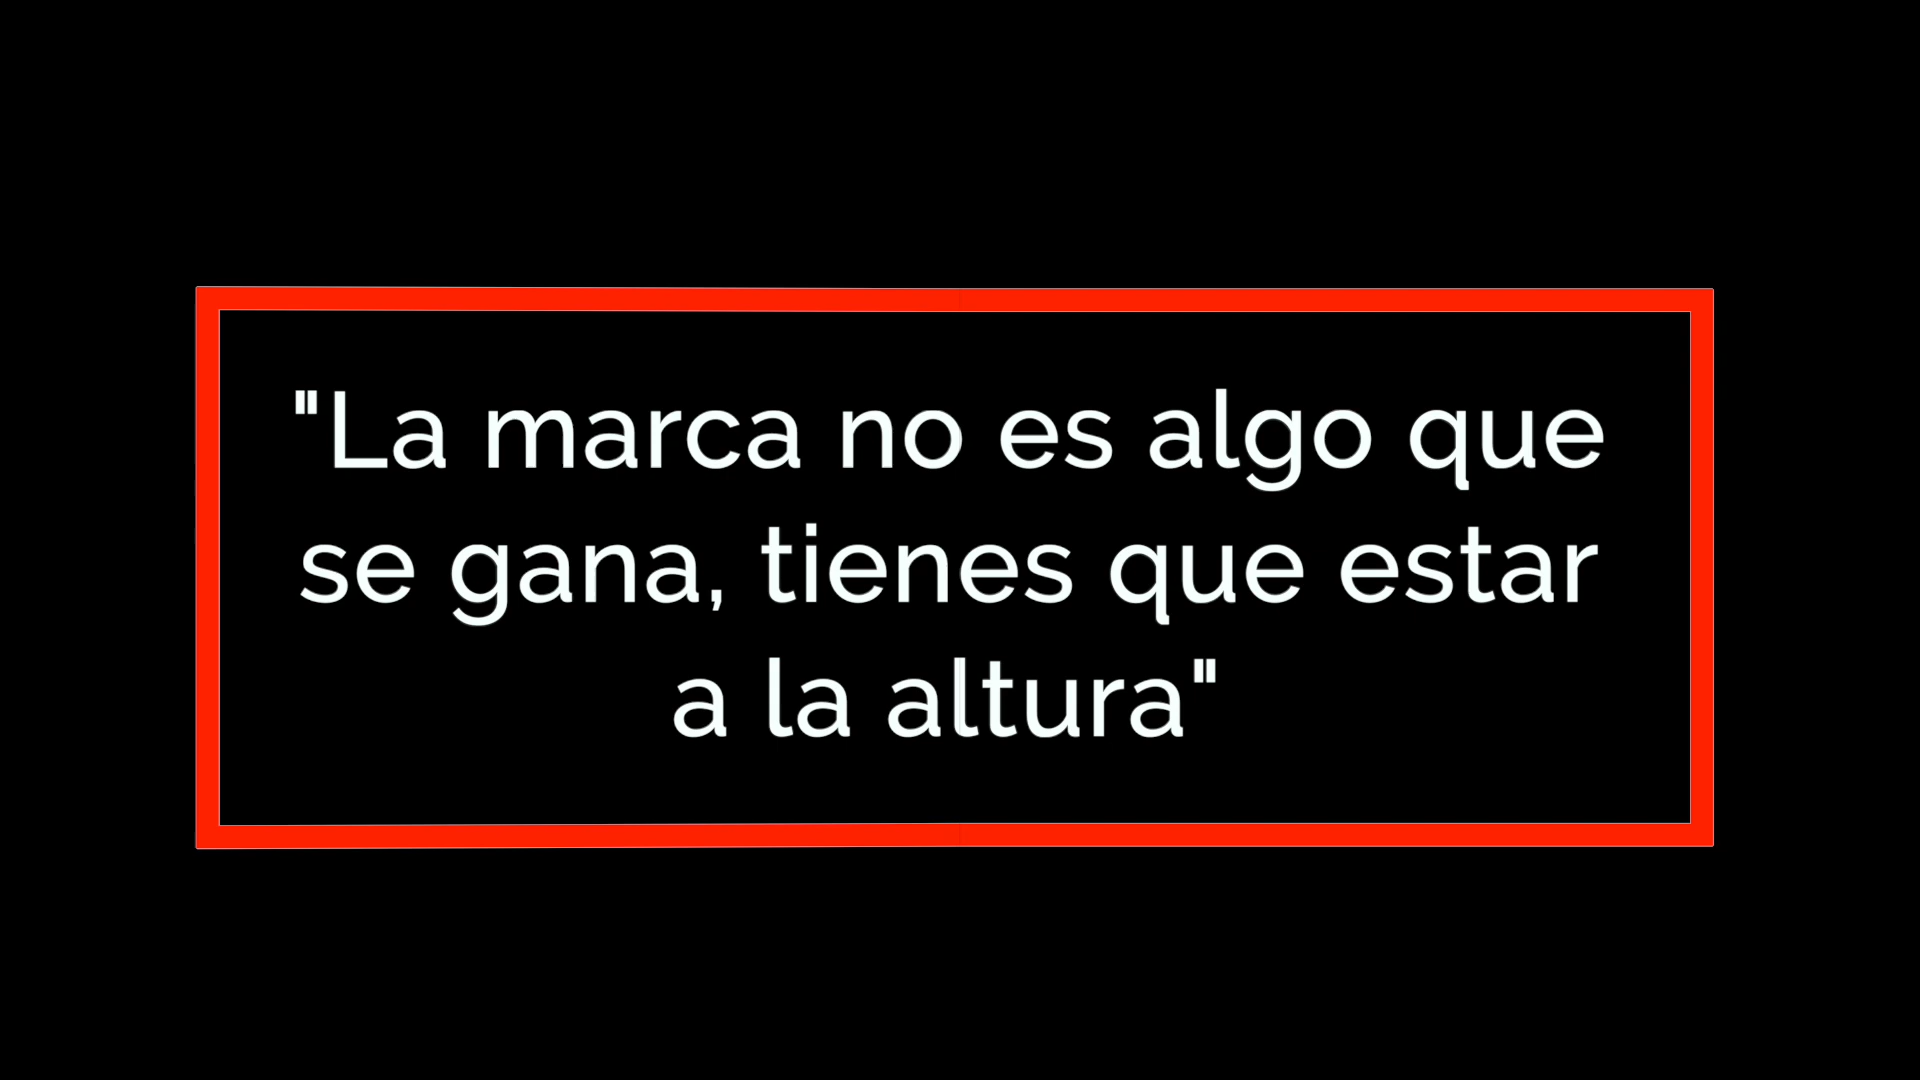 "La marca no es algo que
se gana, tienes que estar
a la altura"